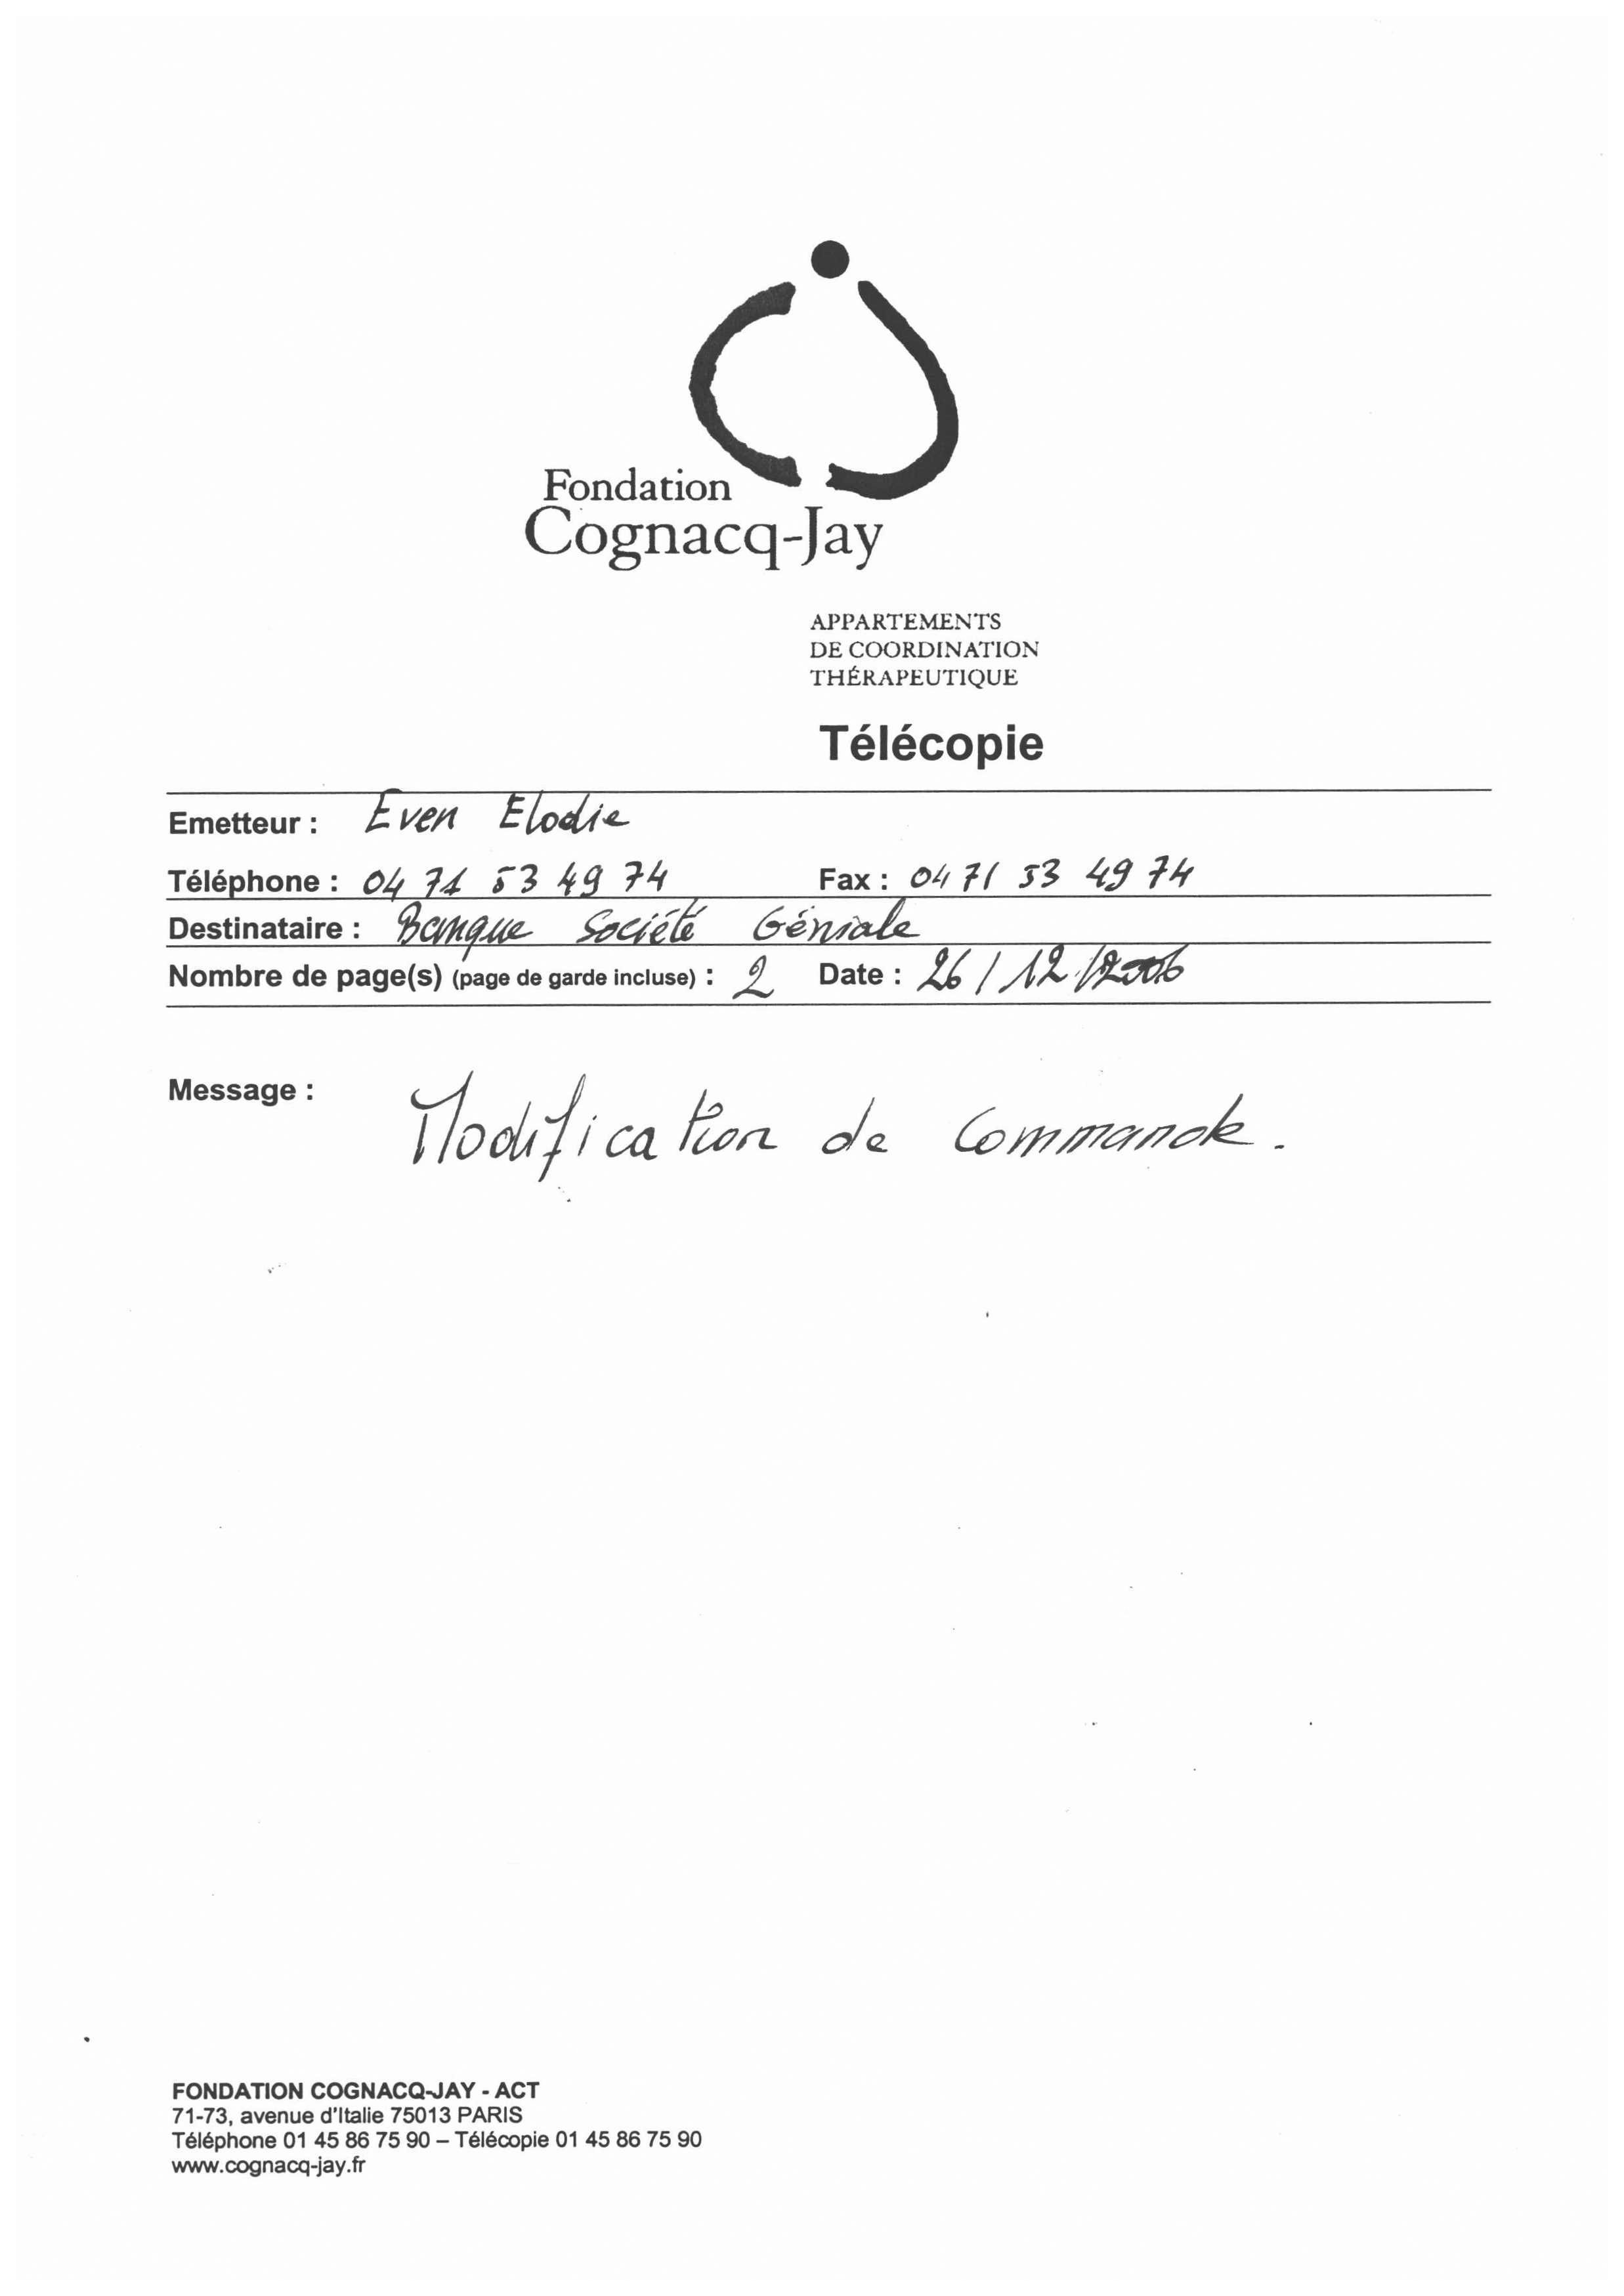 Fondation
Cognacq-Jay
APPARTEMENTS
DE COORDINATION
THÉRAPEUTIQUE
Télécopie
Emetteur : Even Elodie
Téléphone : 04 71 53 49 74 Fax : 04 71 53 49 74
Destinataire : Banque Société Géniale
Nombre de page(s) (page de garde incluse) : 2 Date : 26/12/2006
Message : Modification de Commande.
FONDATION COGNACQ-JAY - ACT
71-73, avenue d'Italie 75013 PARIS
Téléphone 01 45 86 75 90 – Télécopie 01 45 86 75 90
www.cognacq-jay.fr